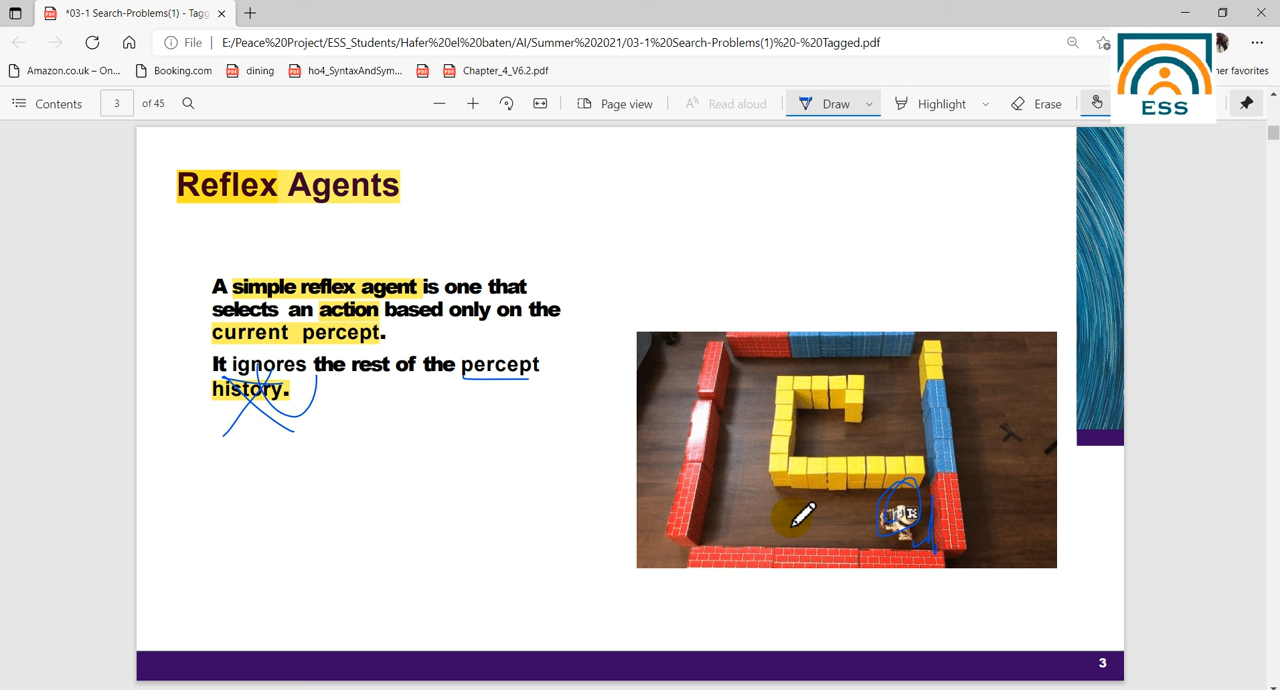 *03-1 Search-Problems(1) - Tagg
File
E:/Peace%20Project/ESS_Students/Hafer%20el%20baten/AI/Summer%202021/03-1%20Search-Problems(1)%20-%20Tagged.pdf
Amazon.co.uk – On...
Booking.com
dining
ho4_SyntaxAndSym...
Chapter_4_V6.2.pdf
her favorites
ESS
Contents
3
of 45
Page view
Read aloud
Draw
Highlight
Erase
Reflex Agents
A simple reflex agent is one that
selects an action based only on the
current percept.
It ignores the rest of the percept
history.
3